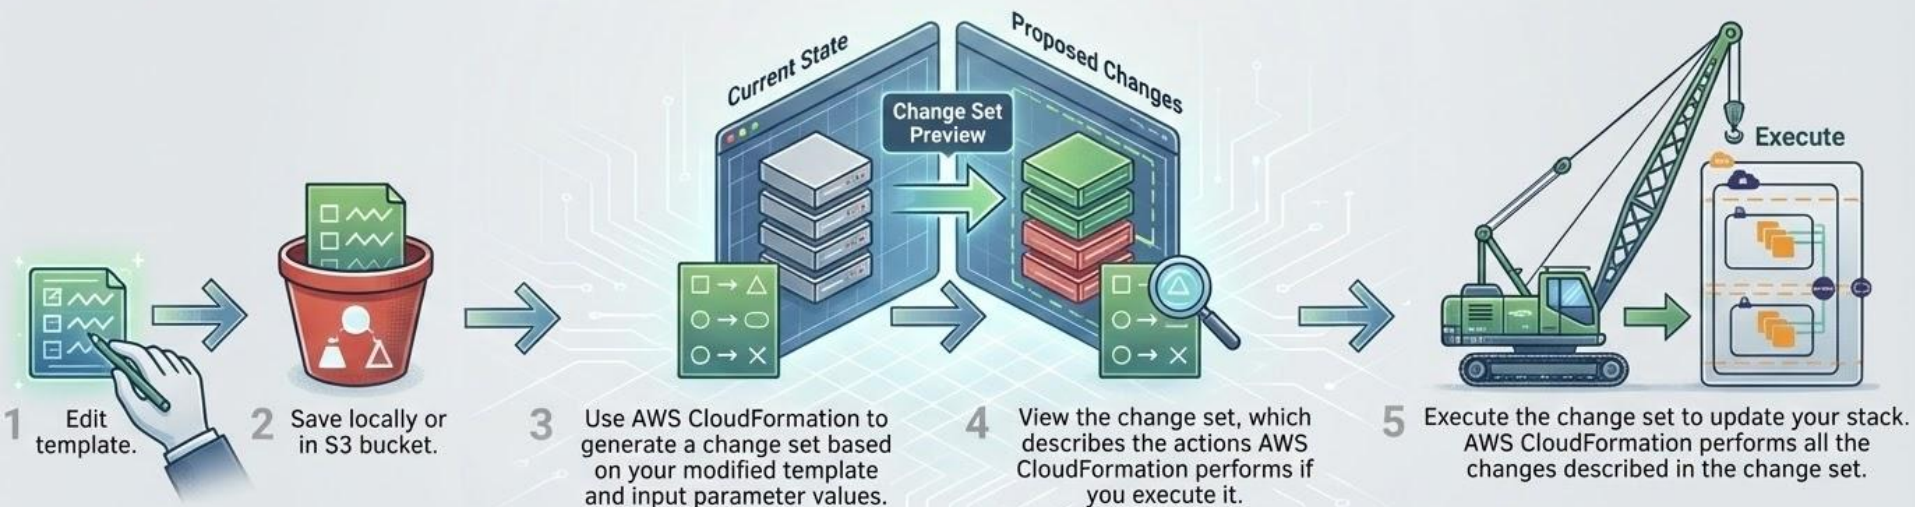 Current State
Proposed Changes
Change Set
Preview
Execute
1 Edit
template.
2 Save locally or
in S3 bucket.
3 Use AWS CloudFormation to
generate a change set based
on your modified template
and input parameter values.
4 View the change set, which
describes the actions AWS
CloudFormation performs if
you execute it.
5 Execute the change set to update your stack.
AWS CloudFormation performs all the
changes described in the change set.